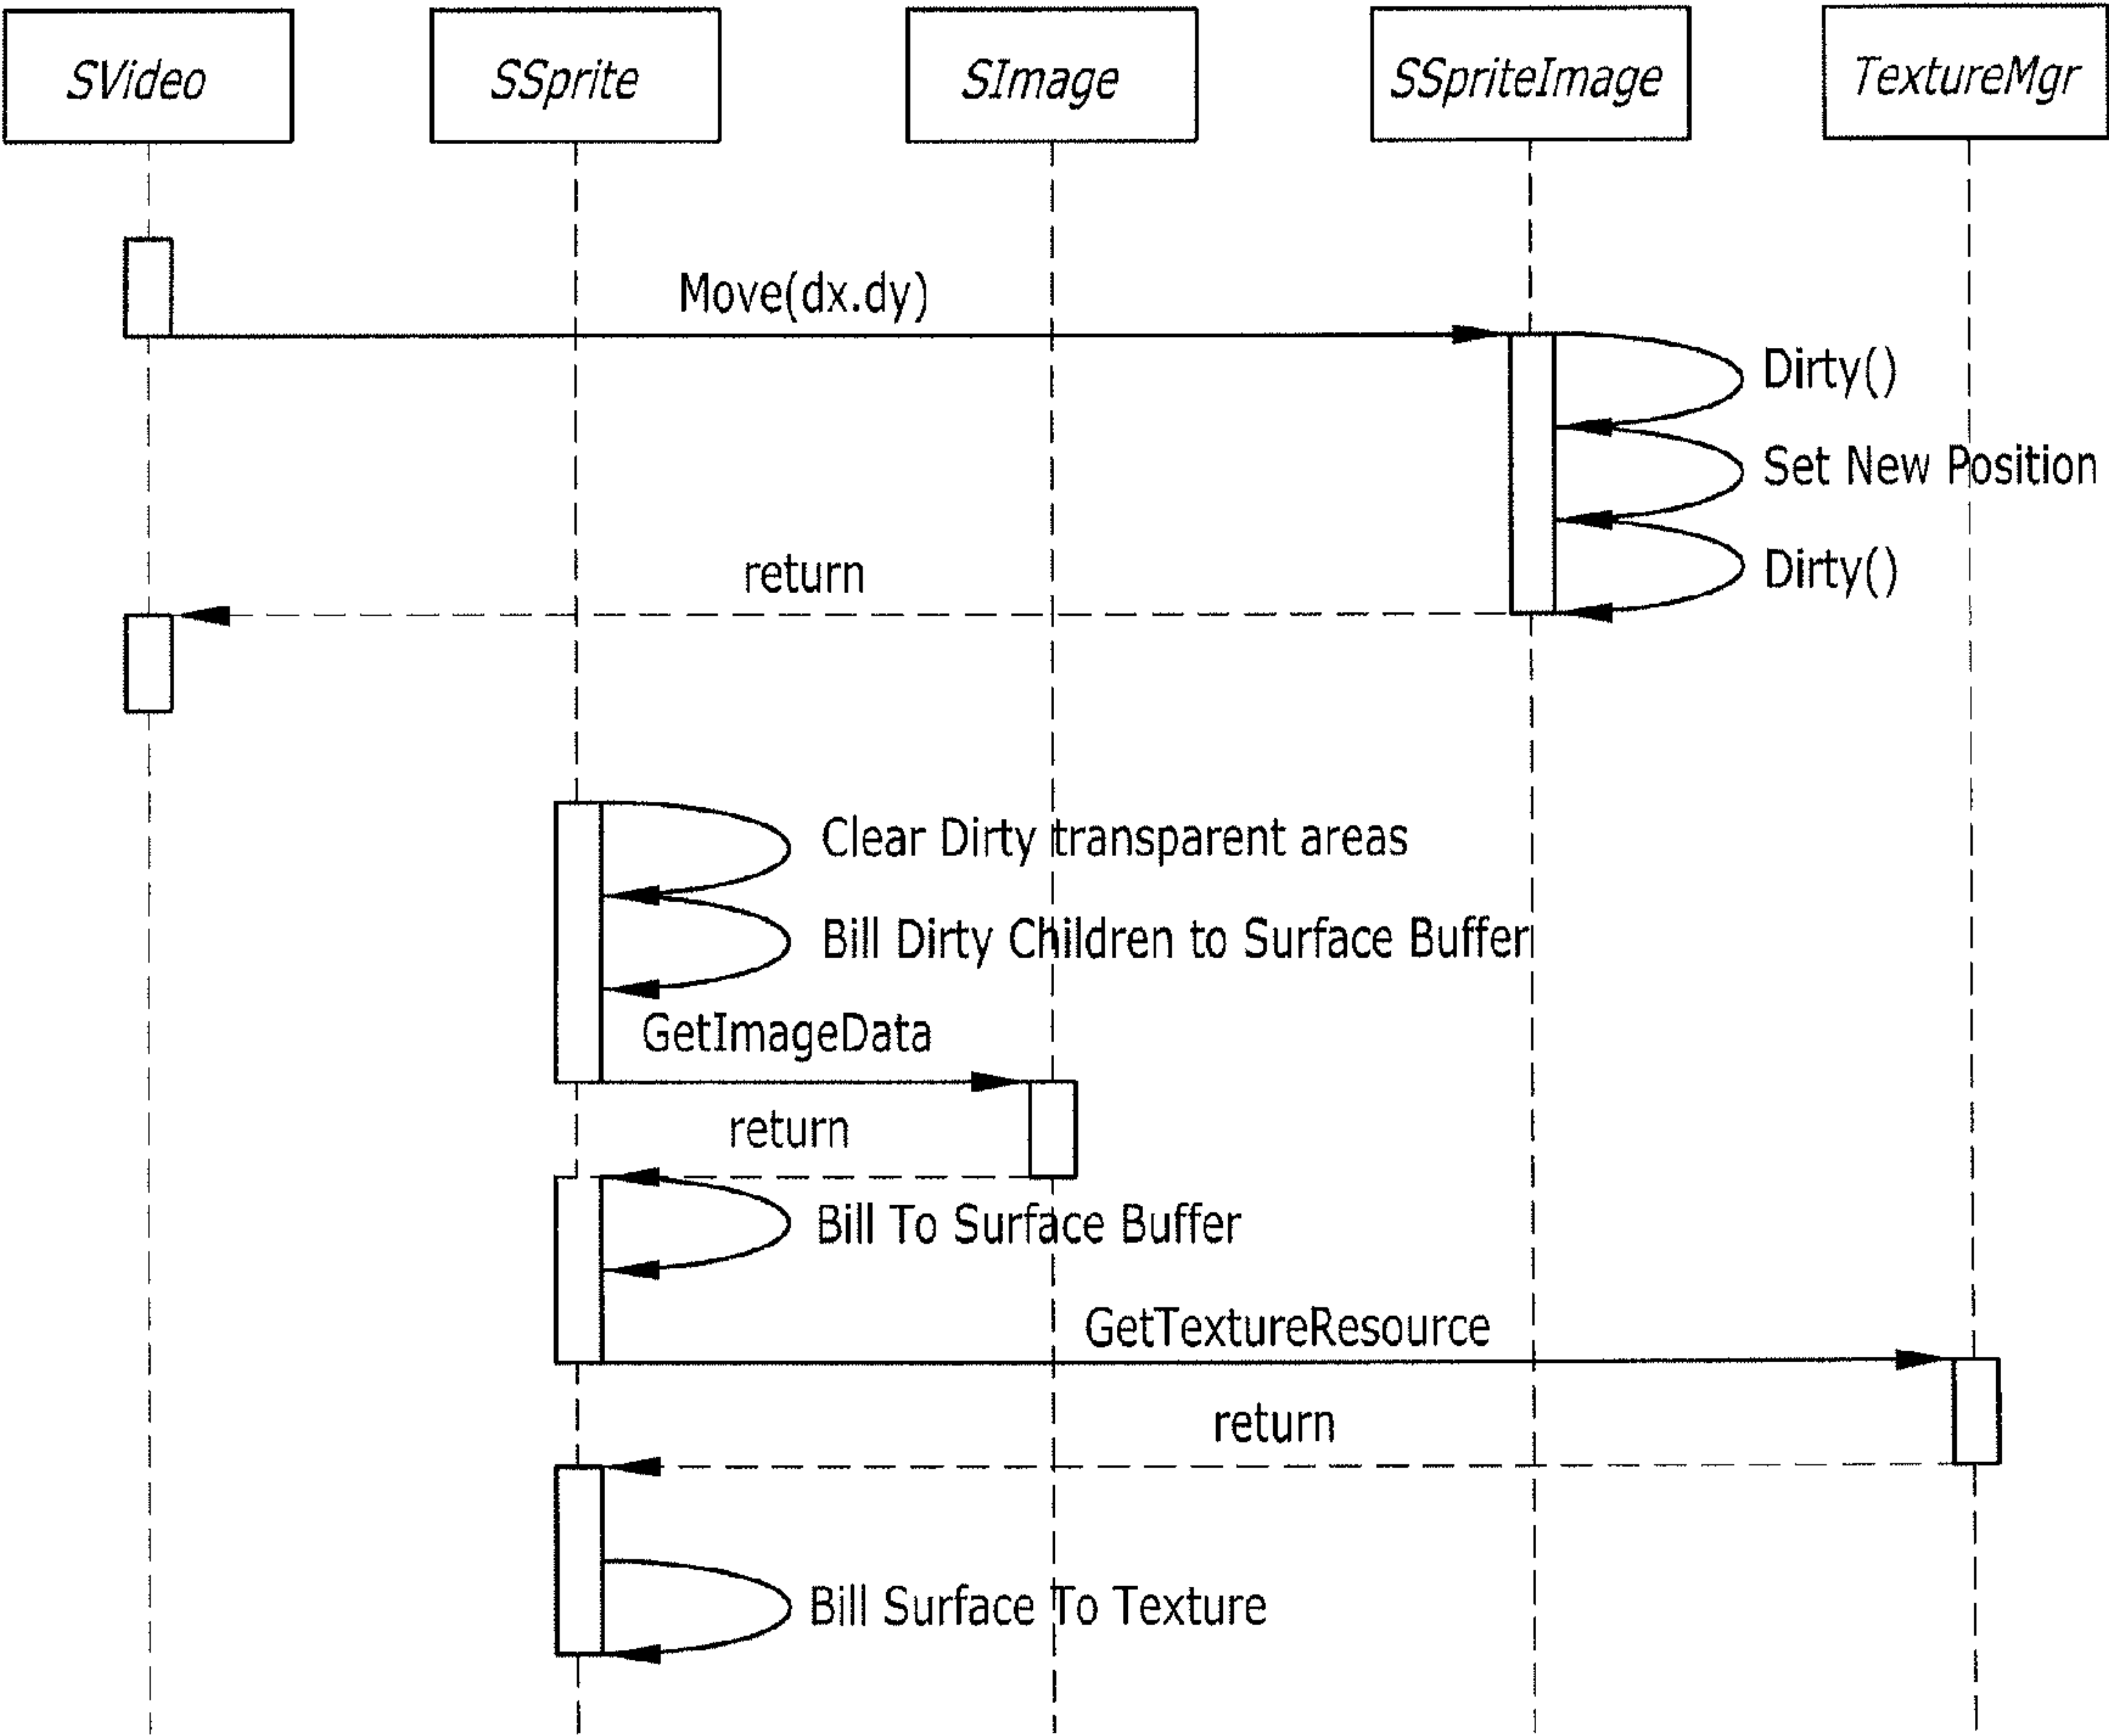 SVideo
SSprite
SImage
SSpriteImage
TextureMgr
Move(dx.dy)
Dirty()
Set New Position
Dirty()
return
Clear Dirty transparent areas
Bill Dirty Children to Surface Buffer
GetImageData
return
Bill To Surface Buffer
GetTextureResource
return
Bill Surface To Texture